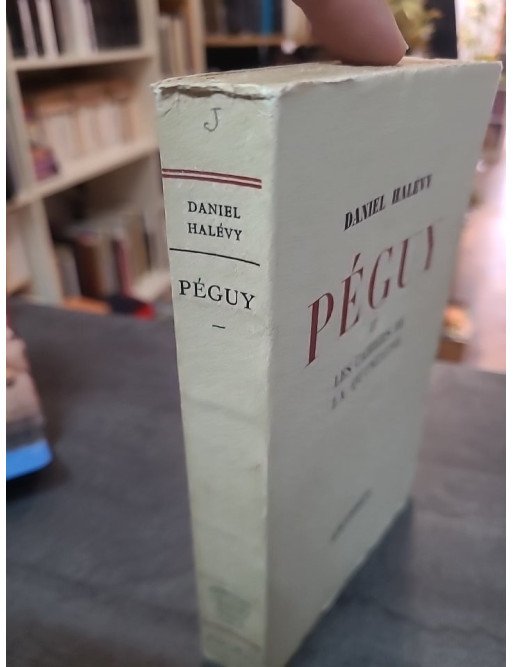 J
DANIEL
HALÉVY
PÉGUY
DANIEL HALÉVY
PÉGUY
ET
LES CAHIERS DE
LA QUINZAINE